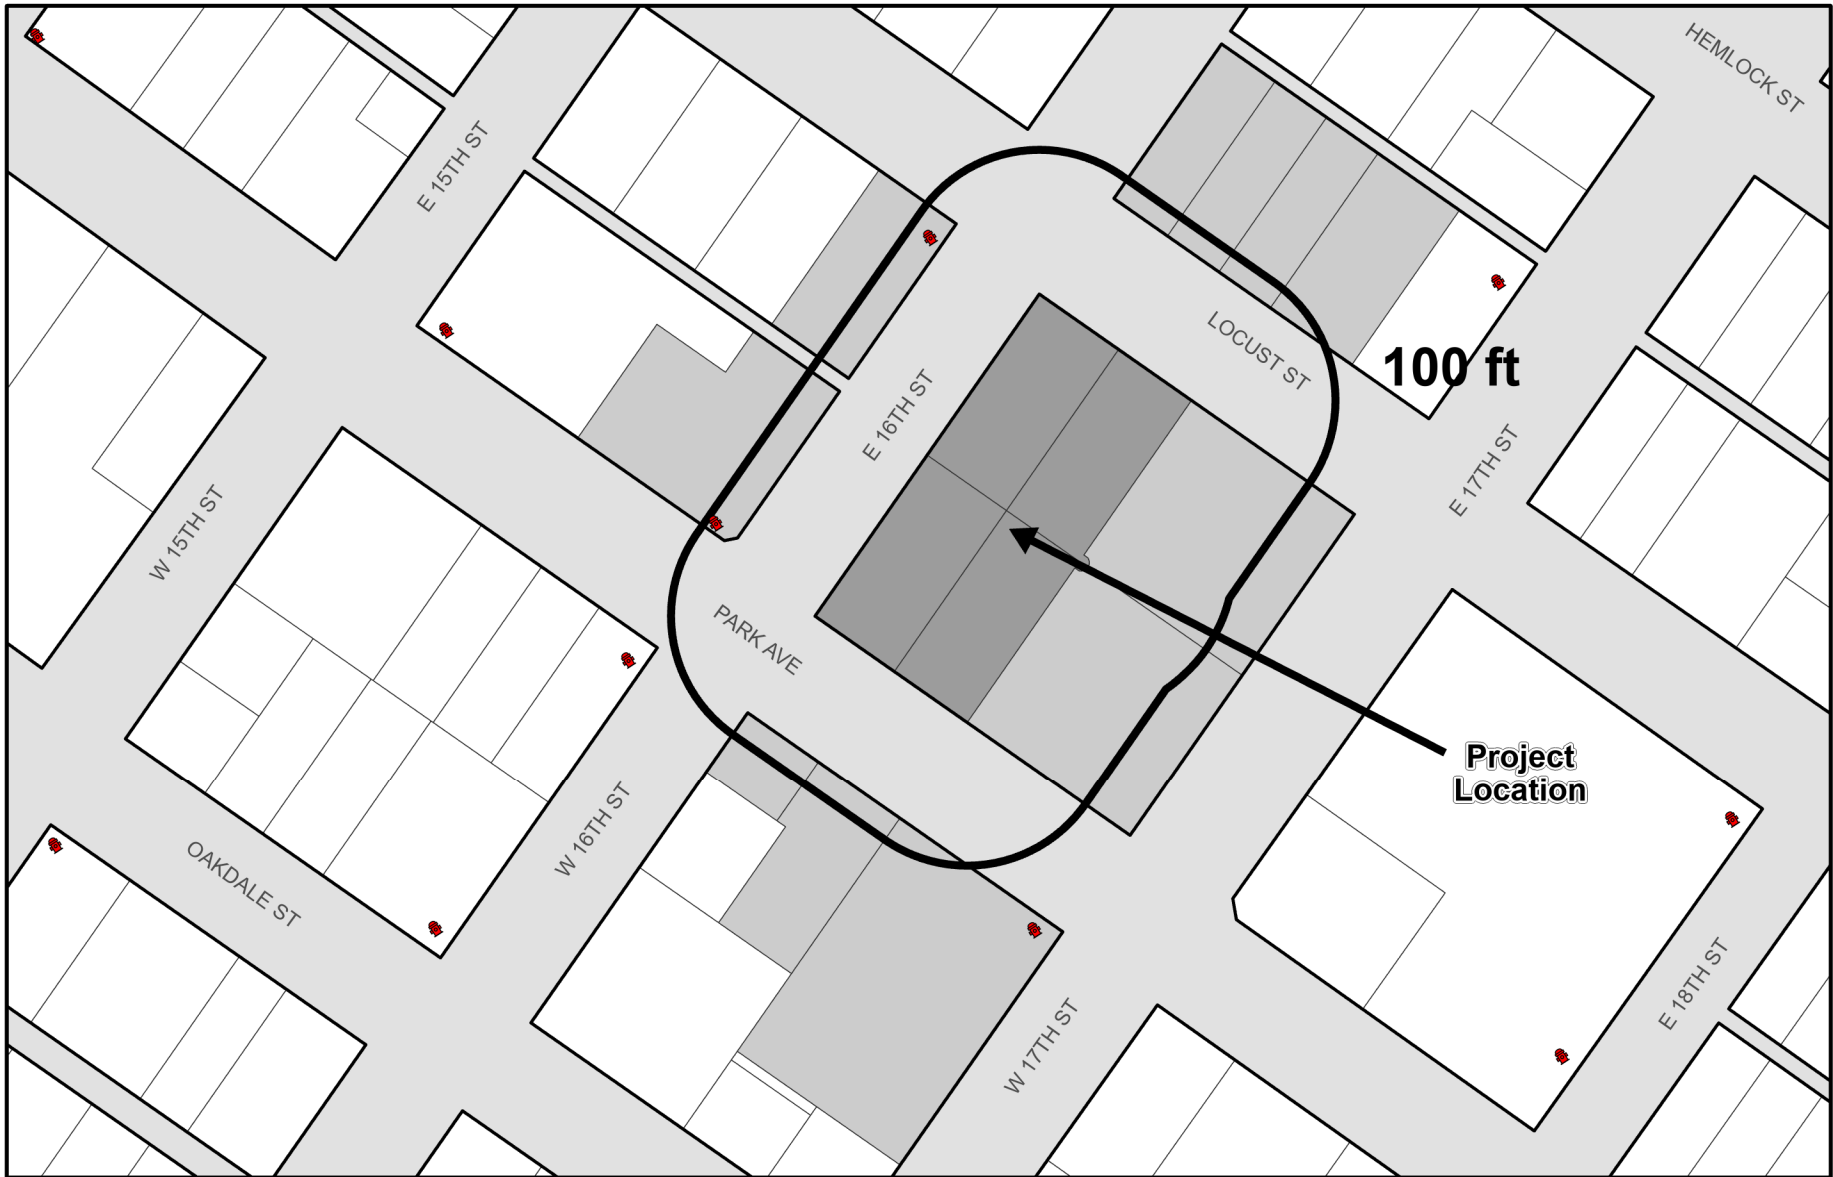 HEMLOCK ST
E 15TH ST
LOCUST ST
100 ft
E 16TH ST
E 17TH ST
W 15TH ST
PARK AVE
Project
Location
W 16TH ST
OAKDALE ST
E 18TH ST
W 17TH ST